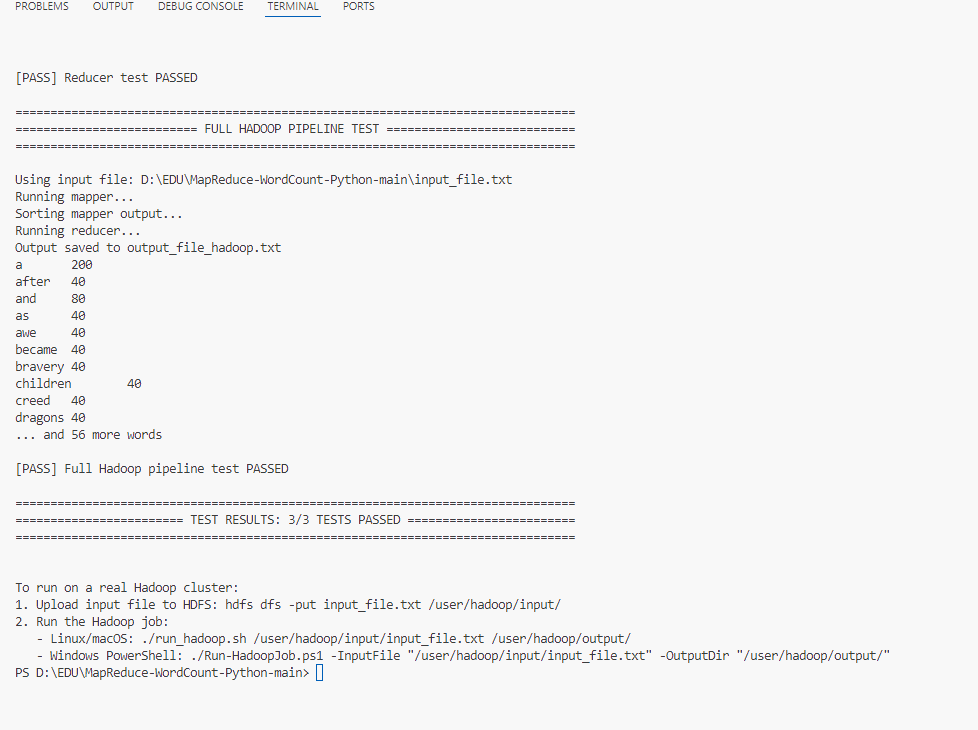 PROBLEMS OUTPUT DEBUG CONSOLE TERMINAL PORTS
[PASS] Reducer test PASSED
================================================================================
========================== FULL HADOOP PIPELINE TEST ===========================
================================================================================
Using input file: D:\EDU\MapReduce-WordCount-Python-main\input_file.txt
Running mapper...
Sorting mapper output...
Running reducer...
Output saved to output_file_hadoop.txt
a 200
after 40
and 80
as 40
awe 40
became 40
bravery 40
children 40
creed 40
dragons 40
... and 56 more words
[PASS] Full Hadoop pipeline test PASSED
================================================================================
======================== TEST RESULTS: 3/3 TESTS PASSED ========================
================================================================================
To run on a real Hadoop cluster:
1. Upload input file to HDFS: hdfs dfs -put input_file.txt /user/hadoop/input/
2. Run the Hadoop job:
- Linux/macOS: ./run_hadoop.sh /user/hadoop/input/input_file.txt /user/hadoop/output/
- Windows PowerShell: ./Run-HadoopJob.ps1 -InputFile "/user/hadoop/input/input_file.txt" -OutputDir "/user/hadoop/output/"
PS D:\EDU\MapReduce-WordCount-Python-main>